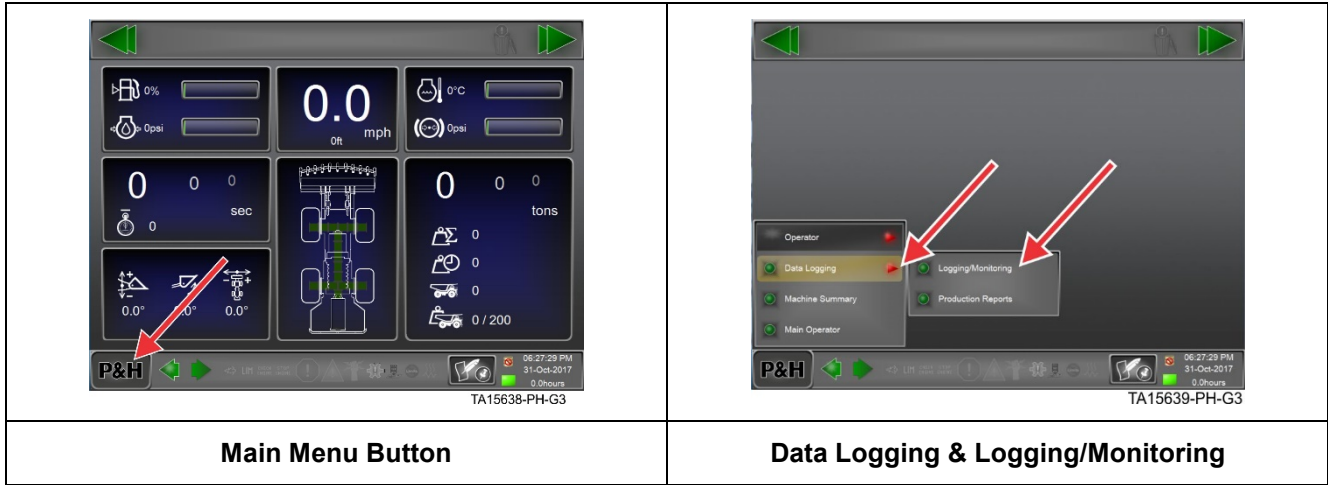 0%
0psi
0.0
mph
0ft
0°C
0psi
0 0 0
sec
0
0 0 0
tons
0
0
0
0 / 200
0.0° 0.0° 0.0°
P&H
06:27:29 PM
31-Oct-2017
0.0hours
TA15638-PH-G3
Main Menu Button
Operator
Data Logging
Machine Summary
Main Operator
Logging/Monitoring
Production Reports
P&H
LIM
06:27:29 PM
31-Oct-2017
0.0hours
TA15639-PH-G3
Data Logging & Logging/Monitoring